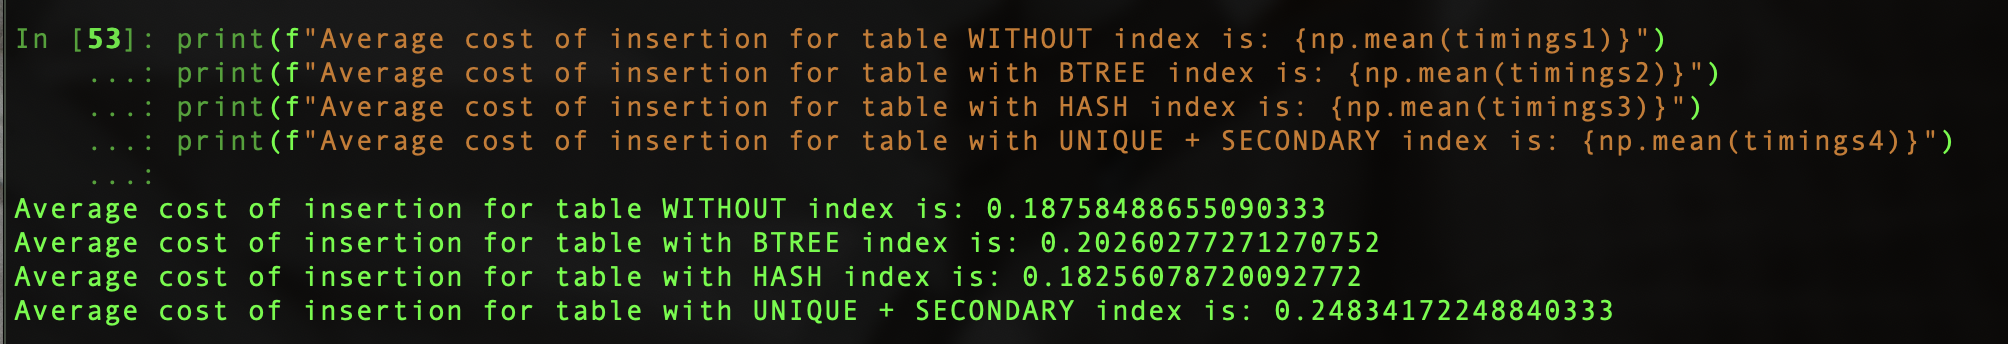 In [53]: print(f"Average cost of insertion for table WITHOUT index is: {np.mean(timings1)}")
...: print(f"Average cost of insertion for table with BTREE index is: {np.mean(timings2)}")
...: print(f"Average cost of insertion for table with HASH index is: {np.mean(timings3)}")
...: print(f"Average cost of insertion for table with UNIQUE + SECONDARY index is: {np.mean(timings4)}")
...:
Average cost of insertion for table WITHOUT index is: 0.18758488655090333
Average cost of insertion for table with BTREE index is: 0.20260277271270752
Average cost of insertion for table with HASH index is: 0.18256078720092772
Average cost of insertion for table with UNIQUE + SECONDARY index is: 0.24834172248840333